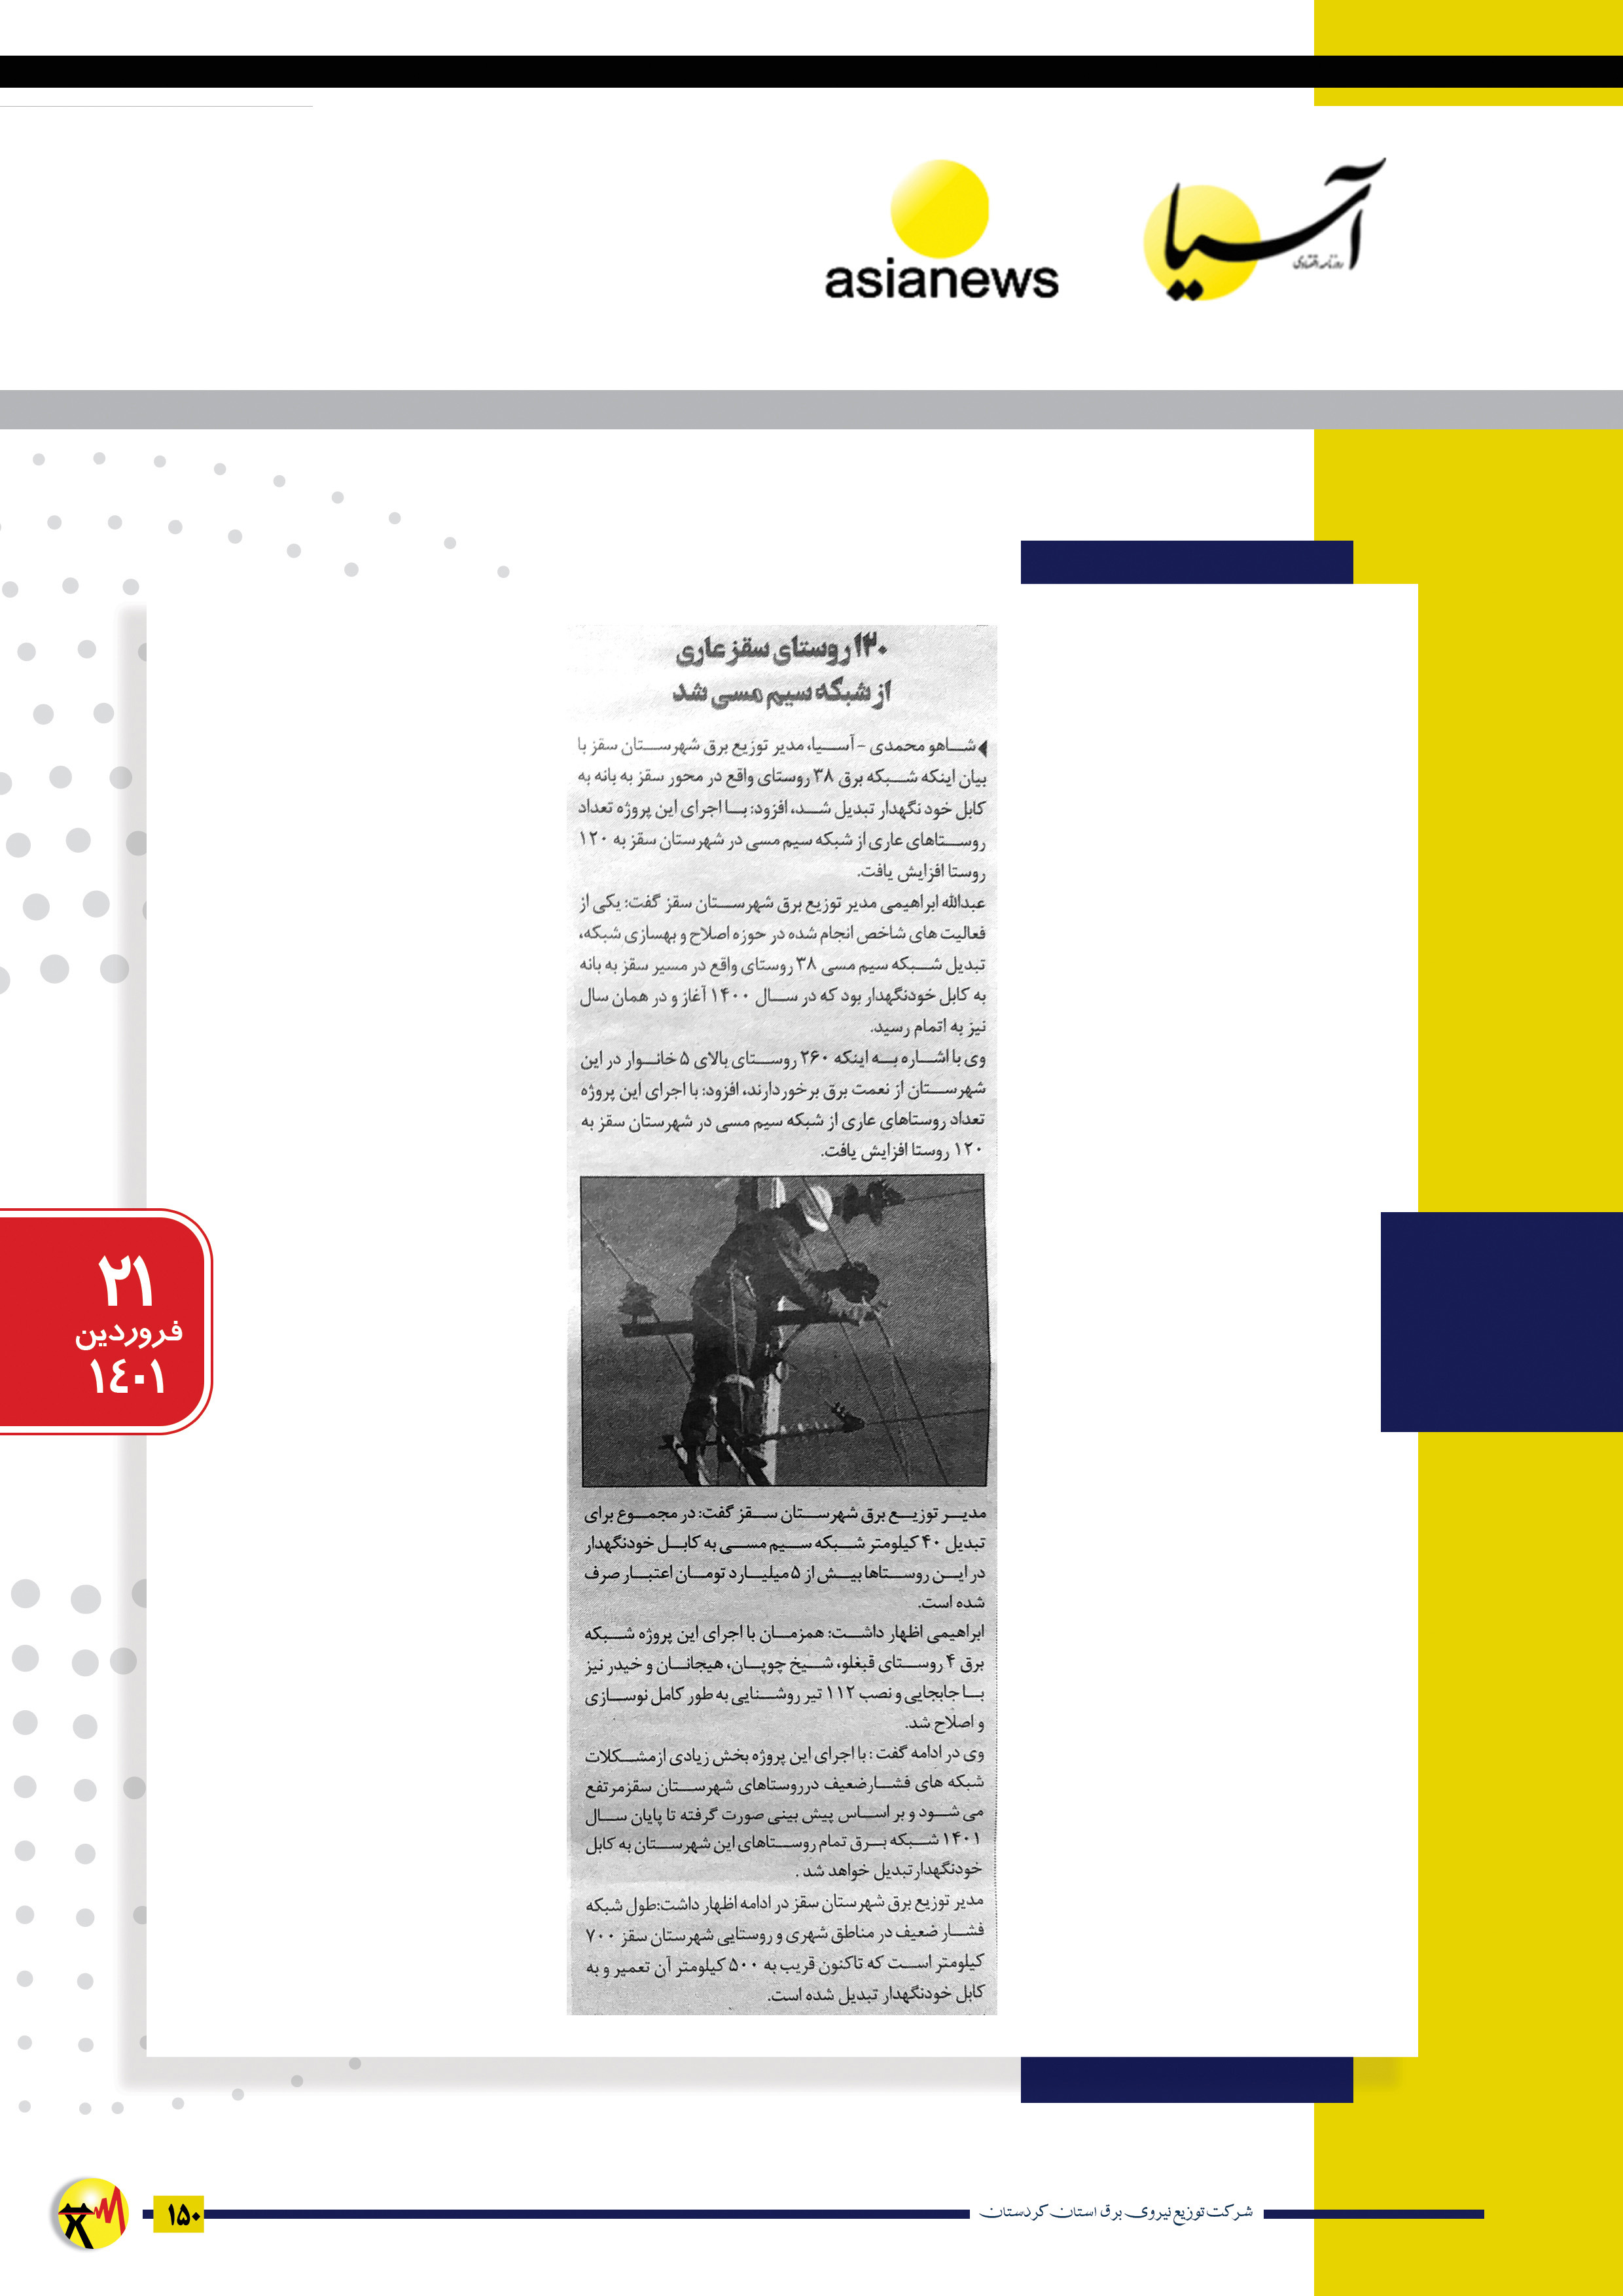 آسیا
روزنامه اقتصادی
asianews
۱۲۰ روستای سقز عاری
از شبکه سیم مسی شد
شاهو محمدی - آسیا، مدیر توزیع برق شهرستان سقز با
بیان اینکه شبکه برق ۳۸ روستای واقع در محور سقز به بانه به
کابل خود نگهدار تبدیل شد، افزود: با اجرای این پروژه تعداد
روستاهای عاری از شبکه سیم مسی در شهرستان سقز به ۱۲۰
روستا افزایش یافت.
عبدالله ابراهیمی مدیر توزیع برق شهرستان سقز گفت: یکی از
فعالیت های شاخص انجام شده در حوزه اصلاح و بهسازی شبکه،
تبدیل شبکه سیم مسی ۳۸ روستای واقع در مسیر سقز به بانه
به کابل خودنگهدار بود که در سال ۱۴۰۰ آغاز و در همان سال
نیز به اتمام رسید.
وی با اشاره به اینکه ۲۶۰ روستای بالای ۵ خانوار در این
شهرستان از نعمت برق برخوردارند، افزود: با اجرای این پروژه
تعداد روستاهای عاری از شبکه سیم مسی در شهرستان سقز به
۱۲۰ روستا افزایش یافت.
مدیر توزیع برق شهرستان سقز گفت: در مجموع برای
تبدیل ۴۰ کیلومتر شبکه سیم مسی به کابل خودنگهدار
در این روستاها بیش از ۵ میلیارد تومان اعتبار صرف
شده است.
ابراهیمی اظهار داشت: همزمان با اجرای این پروژه شبکه
برق ۴ روستای قبغلو، شیخ چوپان، هیجانان و خیدر نیز
با جابجایی و نصب ۱۱۲ تیر روشنایی به طور کامل نوسازی
و اصلاح شد.
وی در ادامه گفت : با اجرای این پروژه بخش زیادی ازمشکلات
شبکه های فشارضعیف درروستاهای شهرستان سقزمرتفع
می شود و بر اساس پیش بینی صورت گرفته تا پایان سال
۱۴۰۱ شبکه برق تمام روستاهای این شهرستان به کابل
خودنگهدارتبدیل خواهد شد .
مدیر توزیع برق شهرستان سقز در ادامه اظهار داشت:طول شبکه
فشار ضعیف در مناطق شهری و روستایی شهرستان سقز ۷۰۰
کیلومتر است که تاکنون قریب به ۵۰۰ کیلومتر آن تعمیر و به
کابل خودنگهدار تبدیل شده است.
۲۱
فروردین
۱٤۰۱
شرکت توزیع نیروی برق استان کردستان
۱۵۰